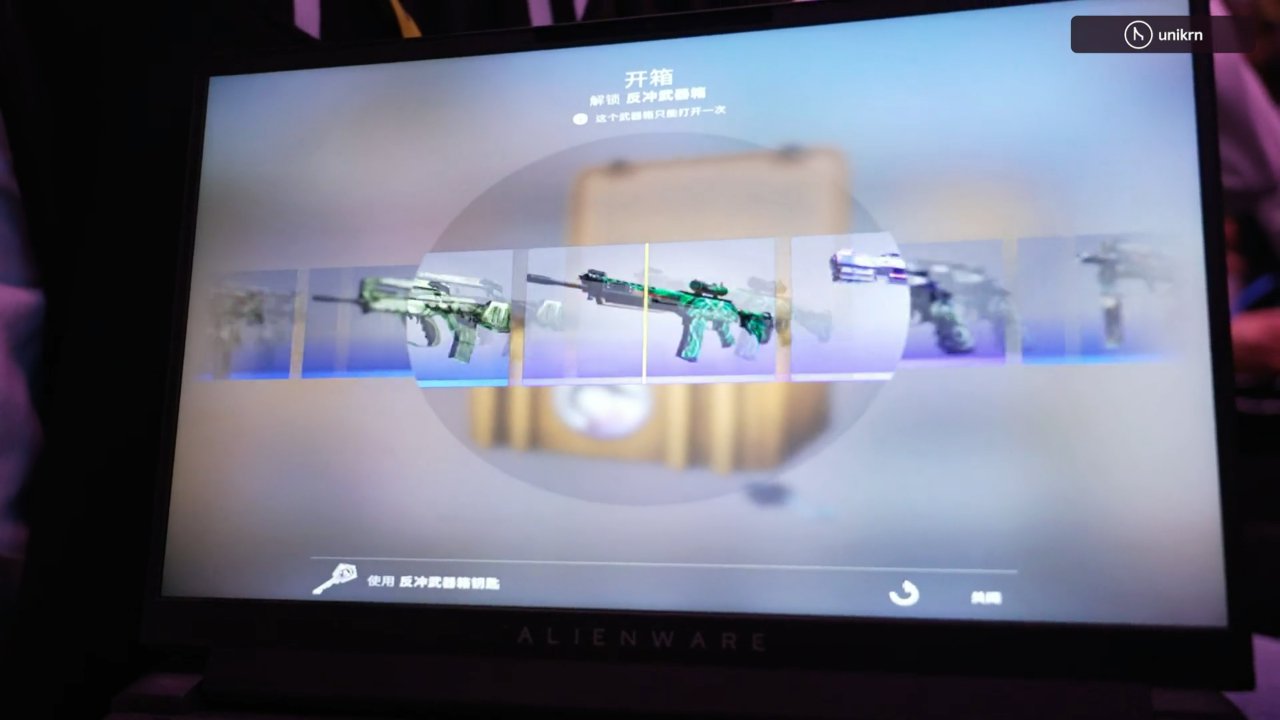 unikrn
开箱
解锁 反冲武器箱
这个武器箱只能打开一次
使用 反冲武器箱钥匙
关闭
ALIENWARE